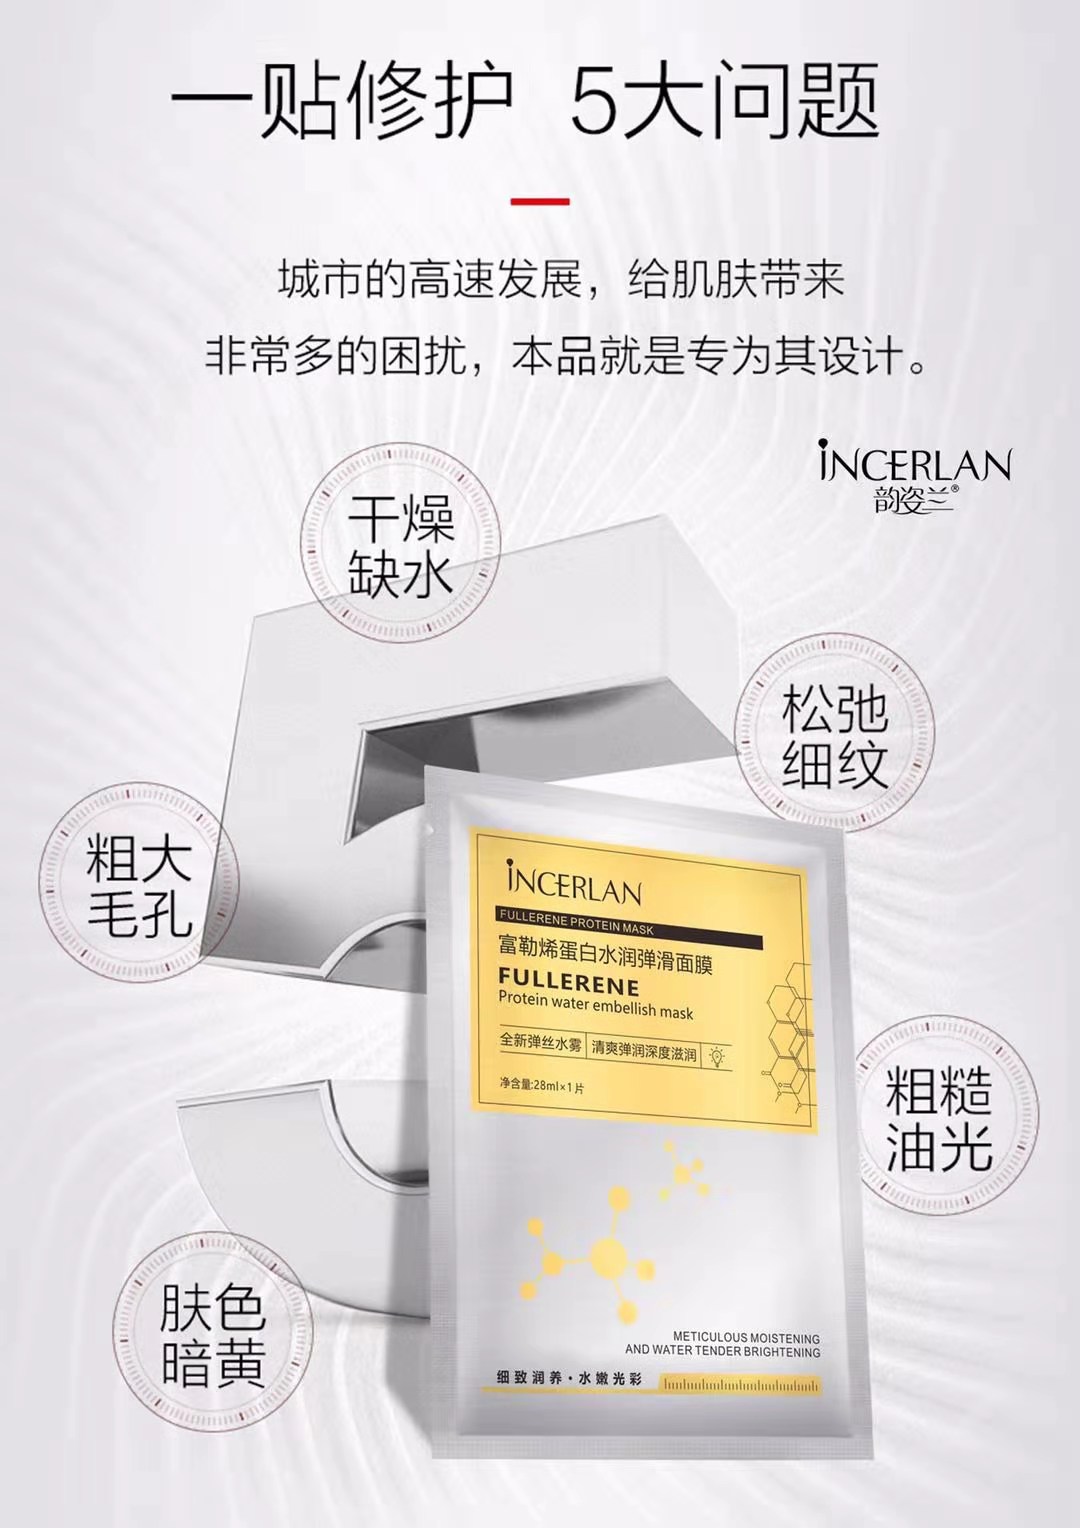 一贴修护 5大问题
城市的高速发展，给肌肤带来
非常多的困扰，本品就是专为其设计。
INCERLAN
韵姿兰®
干燥
缺水
松弛
细纹
粗大
毛孔
INCERLAN
FULLERENE PROTEIN MASK
富勒烯蛋白水润弹滑面膜
FULLERENE
Protein water embellish mask
全新弹丝水雾 清爽弹润深度滋润
净含量:28ml×1片
粗糙
油光
肤色
暗黄
METICULOUS MOISTENING
AND WATER TENDER BRIGHTENING
细致润养·水嫩光彩